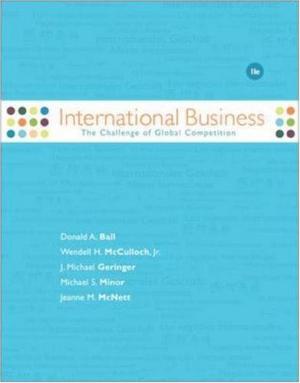 11e
International Business
The Challenge of Global Competition
Donald A. Ball
Wendell H. McCulloch, Jr.
J. Michael Geringer
Michael S. Minor
Jeanne M. McNett